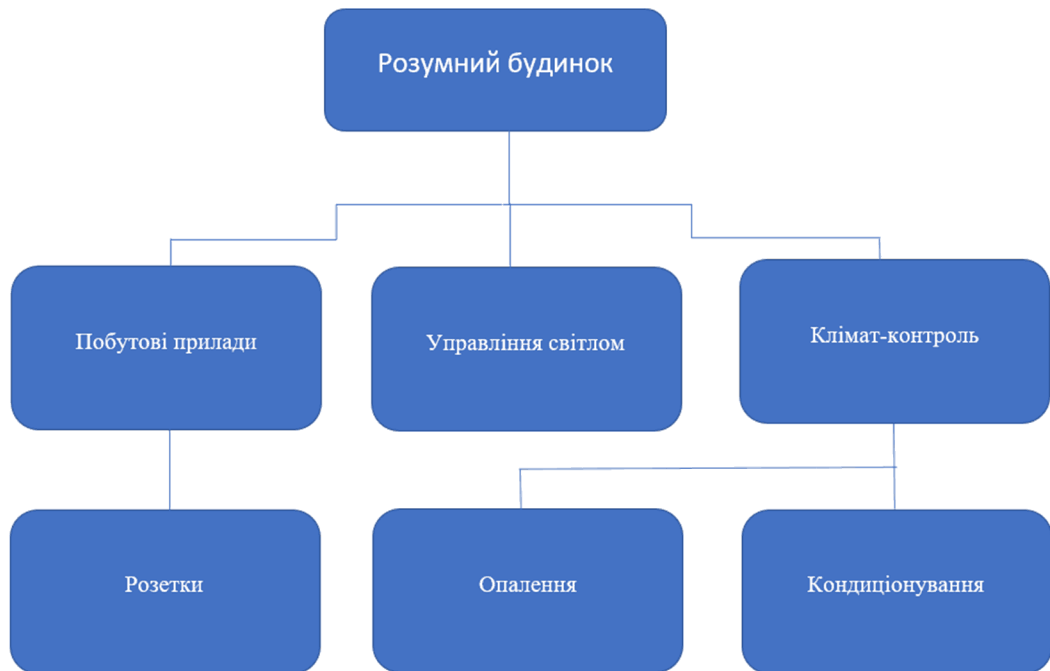 Розумний будинок
Побутові прилади
Управління світлом
Клімат-контроль
Розетки
Опалення
Кондиціонування